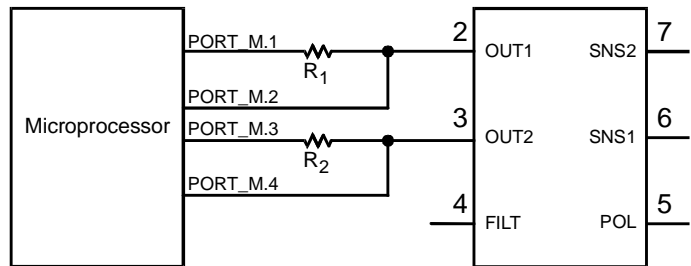 PORT_M.1
2
7
OUT1
SNS2
R1
PORT_M.2
Microprocessor
PORT_M.3
3
6
OUT2
SNS1
R2
PORT_M.4
4
5
FILT
POL